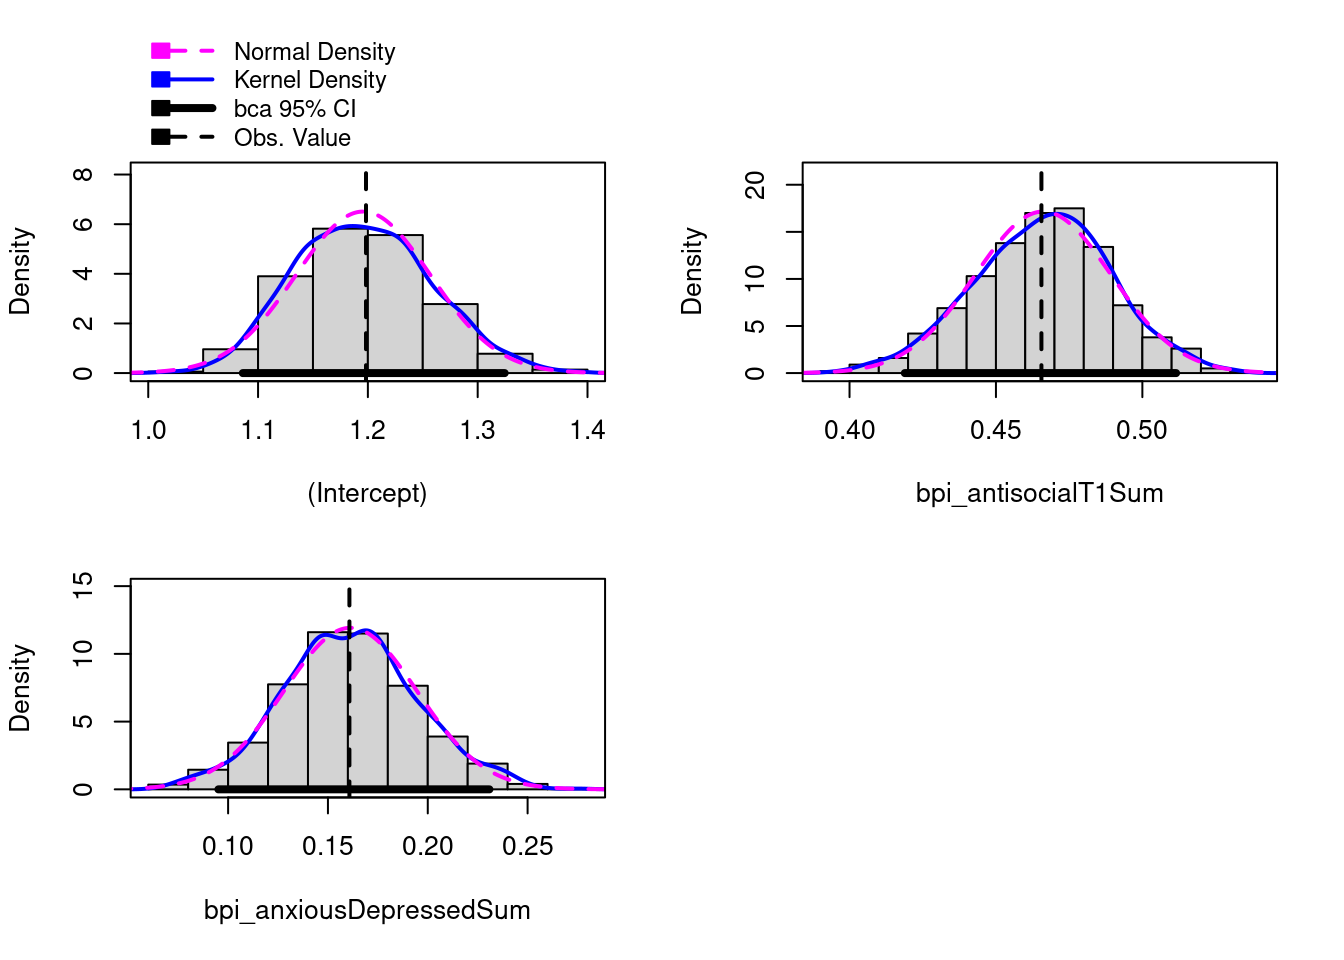 Normal Density
Kernel Density
bca 95% CI
Obs. Value
Density
0 2 4 6 8
1.0 1.1 1.2 1.3 1.4
(Intercept)
Density
0 5 10 20
0.40 0.45 0.50
bpi_antisocialT1Sum
Density
0 5 10 15
0.10 0.15 0.20 0.25
bpi_anxiousDepressedSum